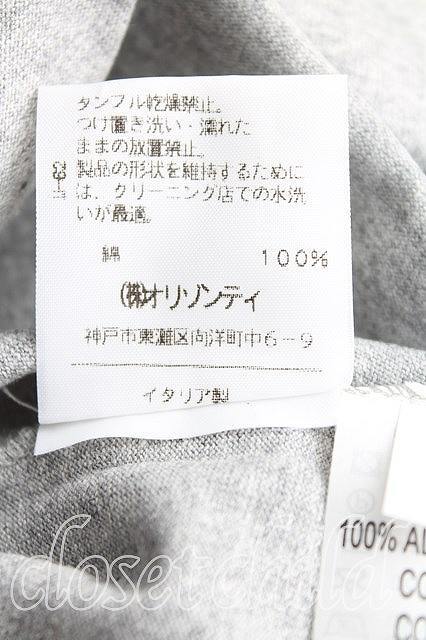 タンブル乾燥禁止。
つけ置き洗い・濡れた
ままの放置禁止。
製品の形状を維持するために
は、クリーニング店での水洗
いが最適。
綿 100%
(株)オリゾンティ
神戸市東灘区向洋町中6-9
イタリア製
100% AL
CO
CO
closetchild